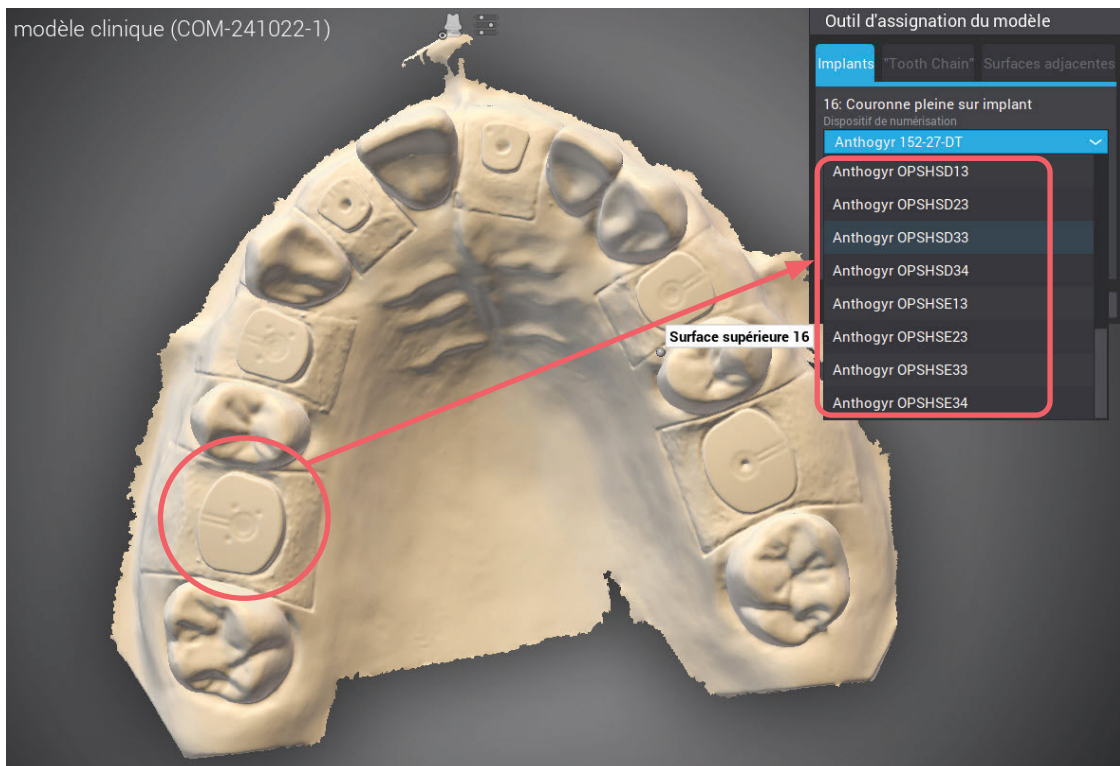 modèle clinique (COM-241022-1)
Outil d'assignation du modèle
Implants
"Tooth Chain"
Surfaces adjacentes
16: Couronne pleine sur implant
Dispositif de numérisation
Anthogyr 152-27-DT
Anthogyr OPSHSD13
Anthogyr OPSHSD23
Anthogyr OPSHSD33
Anthogyr OPSHSD34
Anthogyr OPSHSE13
Anthogyr OPSHSE23
Anthogyr OPSHSE33
Anthogyr OPSHSE34
Surface supérieure 16